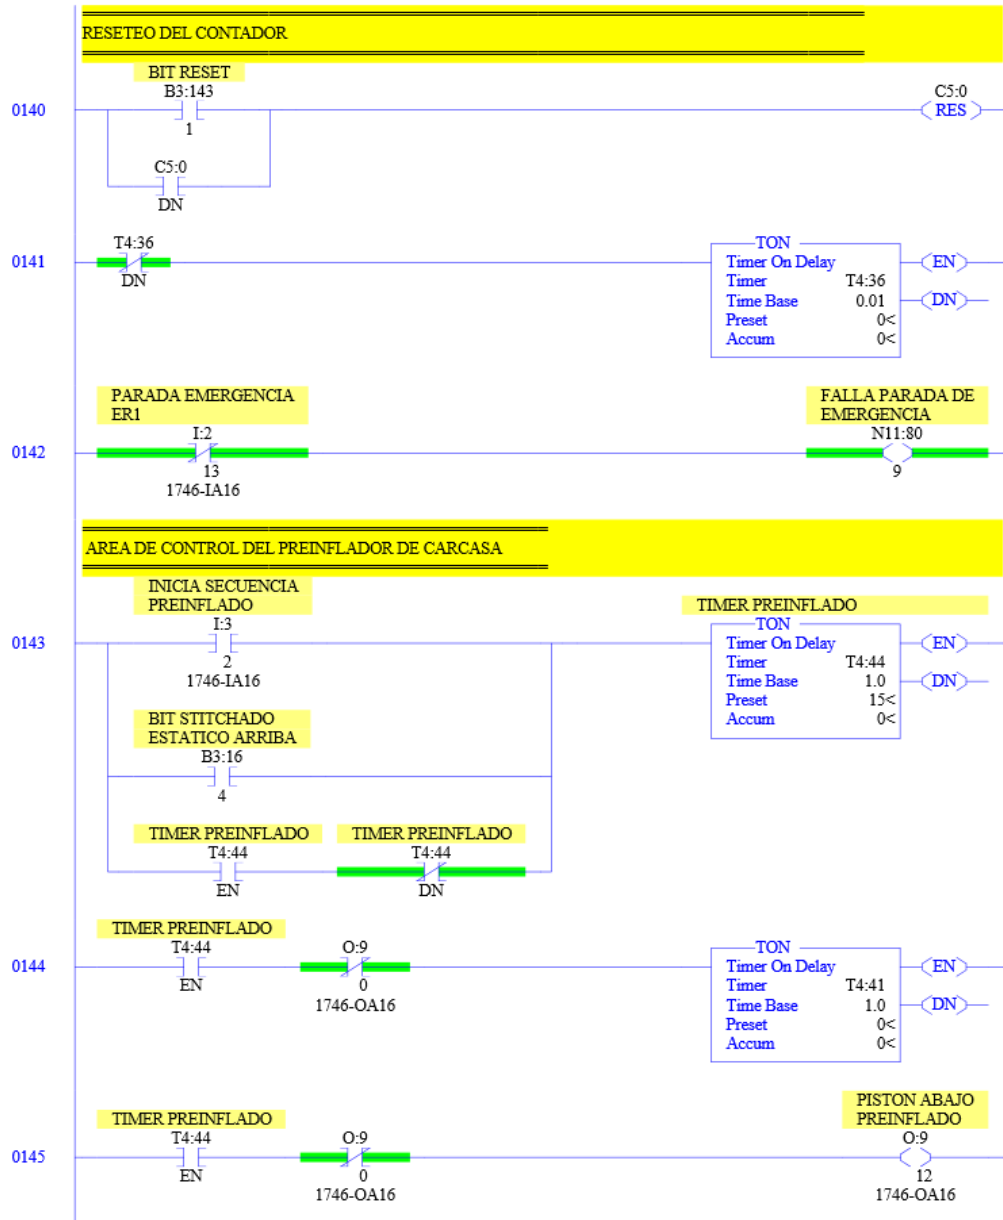 RESETEO DEL CONTADOR
BIT RESET
B3:143
C5:0
0140
RES
1
C5:0
DN
T4:36
TON
0141
Timer On Delay
EN
DN
Timer T4:36
Time Base 0.01
DN
Preset 0<
Accum 0<
PARADA EMERGENCIA
ER1
FALLA PARADA DE
EMERGENCIA
I:2
N11:80
0142
13
9
1746-IA16
AREA DE CONTROL DEL PREINFLADOR DE CARCASA
INICIA SECUENCIA
PREINFLADO
TIMER PREINFLADO
I:3
TON
0143
Timer On Delay
EN
2
Timer T4:44
1746-IA16
Time Base 1.0
DN
Preset 15<
Accum 0<
BIT STITCHADO
ESTATICO ARRIBA
B3:16
4
TIMER PREINFLADO
TIMER PREINFLADO
T4:44
T4:44
EN
DN
TIMER PREINFLADO
T4:44
O:9
TON
0144
Timer On Delay
EN
EN
0
Timer T4:41
1746-OA16
Time Base 1.0
DN
Preset 0<
Accum 0<
PISTON ABAJO
PREINFLADO
TIMER PREINFLADO
T4:44
O:9
O:9
0145
EN
0
12
1746-OA16
1746-OA16